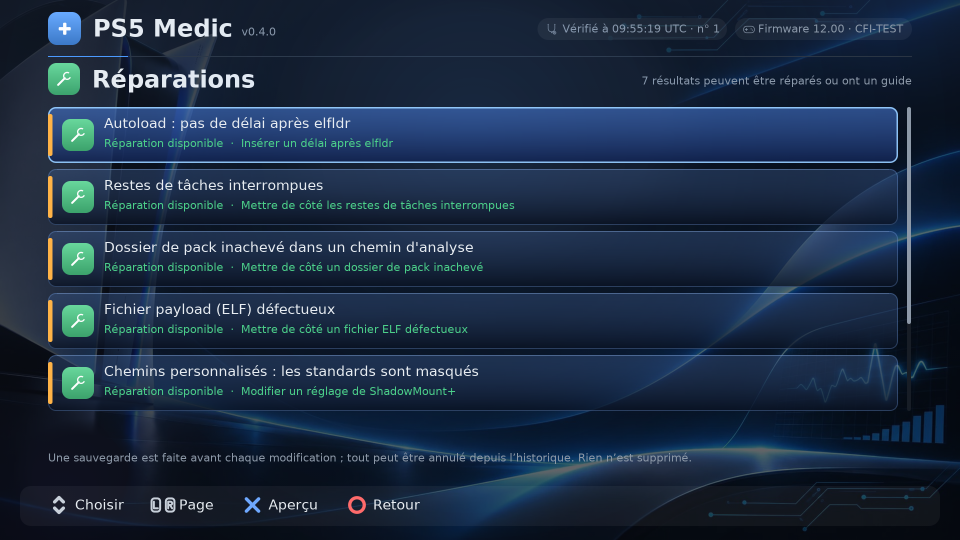 PS5 Medic v0.4.0
Vérifié à 09:55:19 UTC · n° 1
Firmware 12.00 · CFI-TEST
Réparations
7 résultats peuvent être réparés ou ont un guide
Autoload : pas de délai après elfldr
Réparation disponible · Insérer un délai après elfldr
Restes de tâches interrompues
Réparation disponible · Mettre de côté les restes de tâches interrompues
Dossier de pack inachevé dans un chemin d'analyse
Réparation disponible · Mettre de côté un dossier de pack inachevé
Fichier payload (ELF) défectueux
Réparation disponible · Mettre de côté un fichier ELF défectueux
Chemins personnalisés : les standards sont masqués
Réparation disponible · Modifier un réglage de ShadowMount+
Une sauvegarde est faite avant chaque modification ; tout peut être annulé depuis l’historique. Rien n’est supprimé.
Choisir
L R Page
Aperçu
Retour